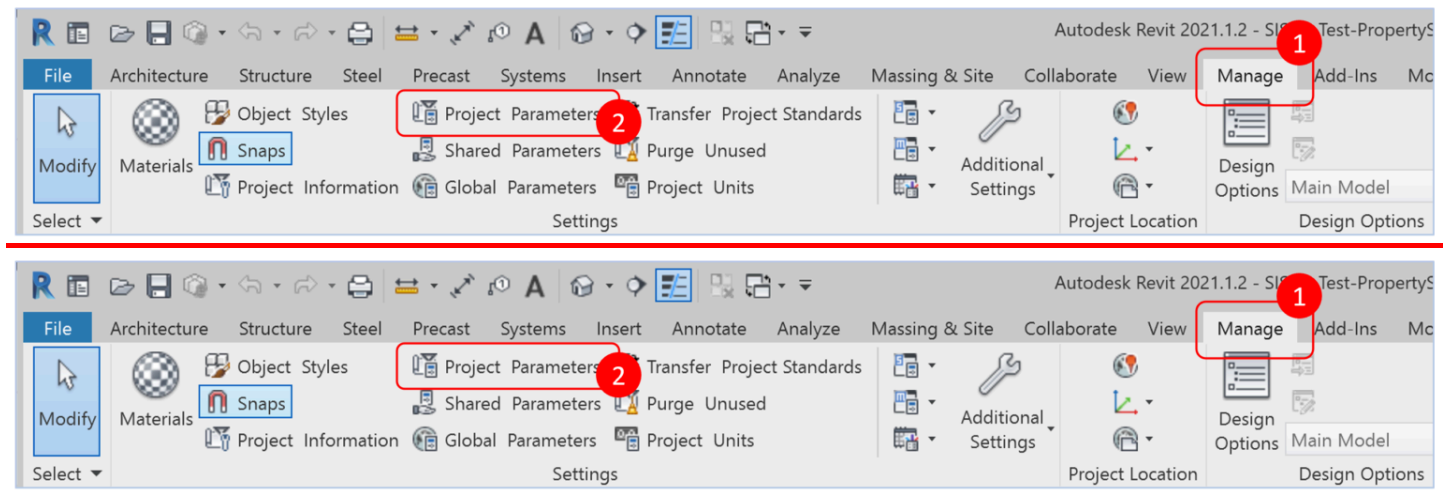 Autodesk Revit 2021.1.2 - Test-PropertyS
1
File Architecture Structure Steel Precast Systems Insert Annotate Analyze Massing & Site Collaborate View Manage Add-Ins
Object Styles Project Parameters 2 Transfer Project Standards
Modify Materials Snaps Shared Parameters Purge Unused Additional Settings Design Options
Project Information Global Parameters Project Units Main Model
Select Settings Project Location Design Options
Autodesk Revit 2021.1.2 - Test-PropertyS
1
File Architecture Structure Steel Precast Systems Insert Annotate Analyze Massing & Site Collaborate View Manage Add-Ins
Object Styles Project Parameters 2 Transfer Project Standards
Modify Materials Snaps Shared Parameters Purge Unused Additional Settings Design Options
Project Information Global Parameters Project Units Main Model
Select Settings Project Location Design Options